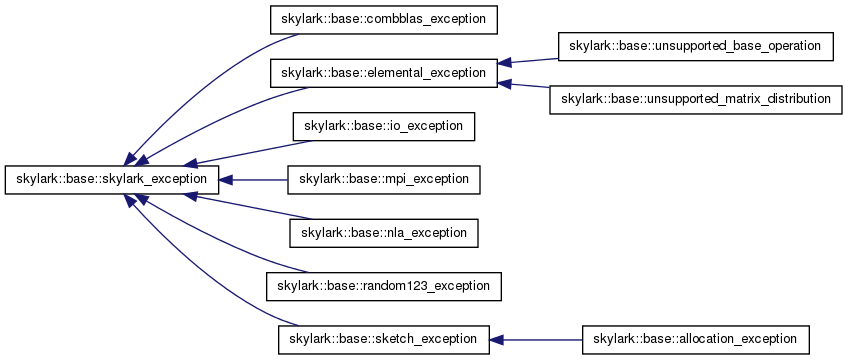 skylark::base::combblas_exception
skylark::base::unsupported_base_operation
skylark::base::elemental_exception
skylark::base::unsupported_matrix_distribution
skylark::base::io_exception
skylark::base::skylark_exception
skylark::base::mpi_exception
skylark::base::nla_exception
skylark::base::random123_exception
skylark::base::sketch_exception
skylark::base::allocation_exception